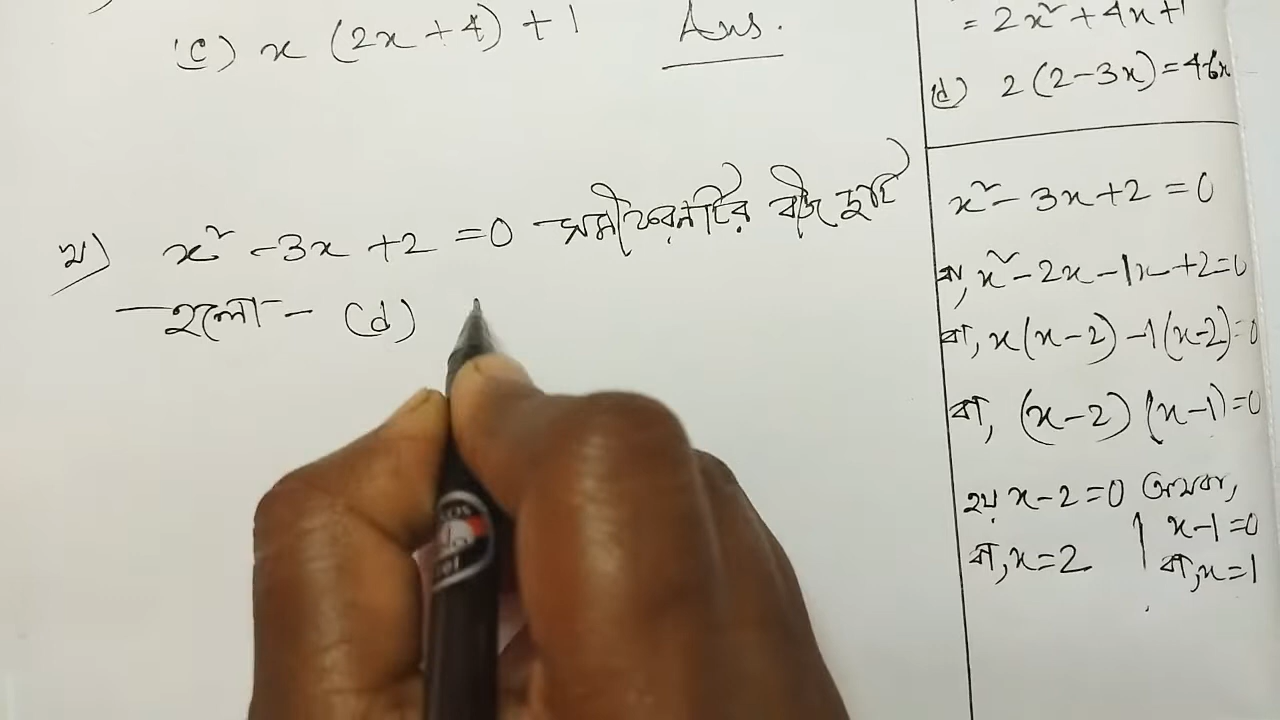 (c) x (2x + 4) + 1 Ans.
খ) x² - 3x + 2 = 0 সমীকরণটির বীজ দুটি
হলো - (d)
= 2x² + 4x + 1
(d) 2 (2 - 3x) = 4 - 6x
x² - 3x + 2 = 0
বা, x² - 2x - 1x + 2 = 0
বা, x(x - 2) - 1(x - 2) = 0
বা, (x - 2) (x - 1) = 0
হয় x - 2 = 0 অথবা,
x - 1 = 0
বা, x = 2
বা, x = 1